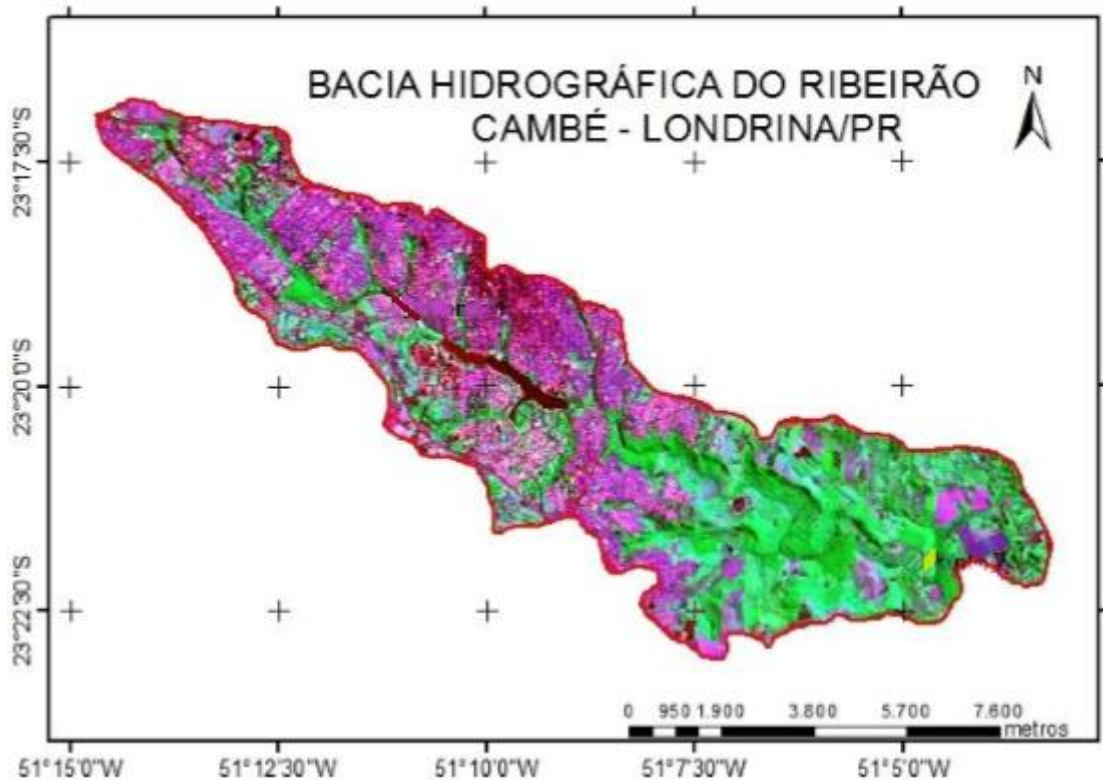 BACIA HIDROGRÁFICA DO RIBEIRÃO
CAMBÉ - LONDRINA/PR
N
23°17'30"S
23°20'0"S
23°22'30"S
0 950 1.900 3.800 5.700 7.600
metros
51°15'0"W 51°12'30"W 51°10'0"W 51°7'30"W 51°5'0"W